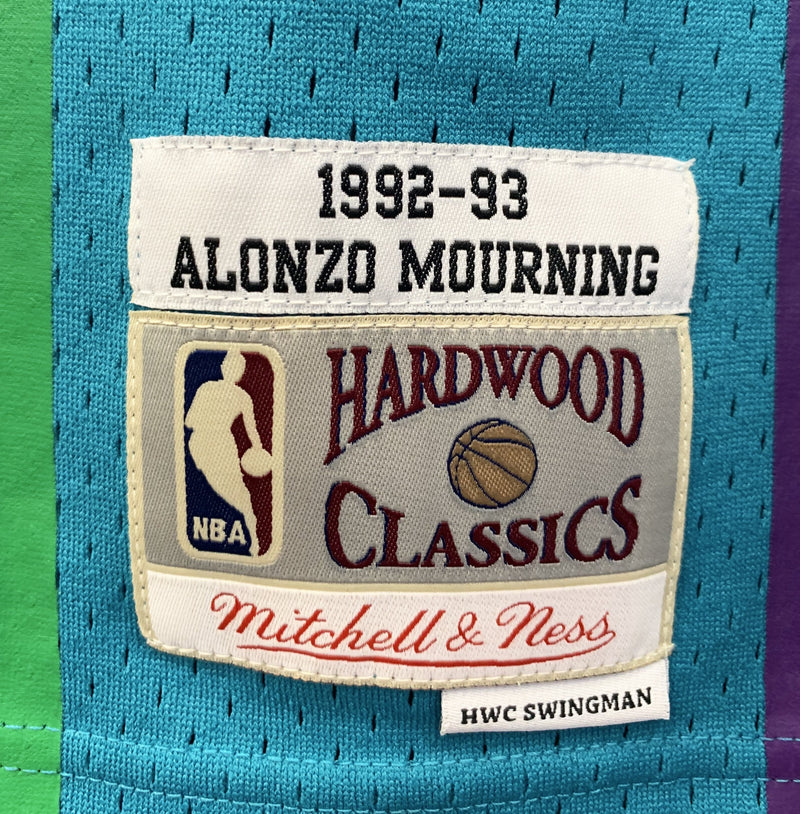 1992-93
ALONZO MOURNING
HARDWOOD
CLASSICS
NBA
Mitchell & Ness
HWC SWINGMAN